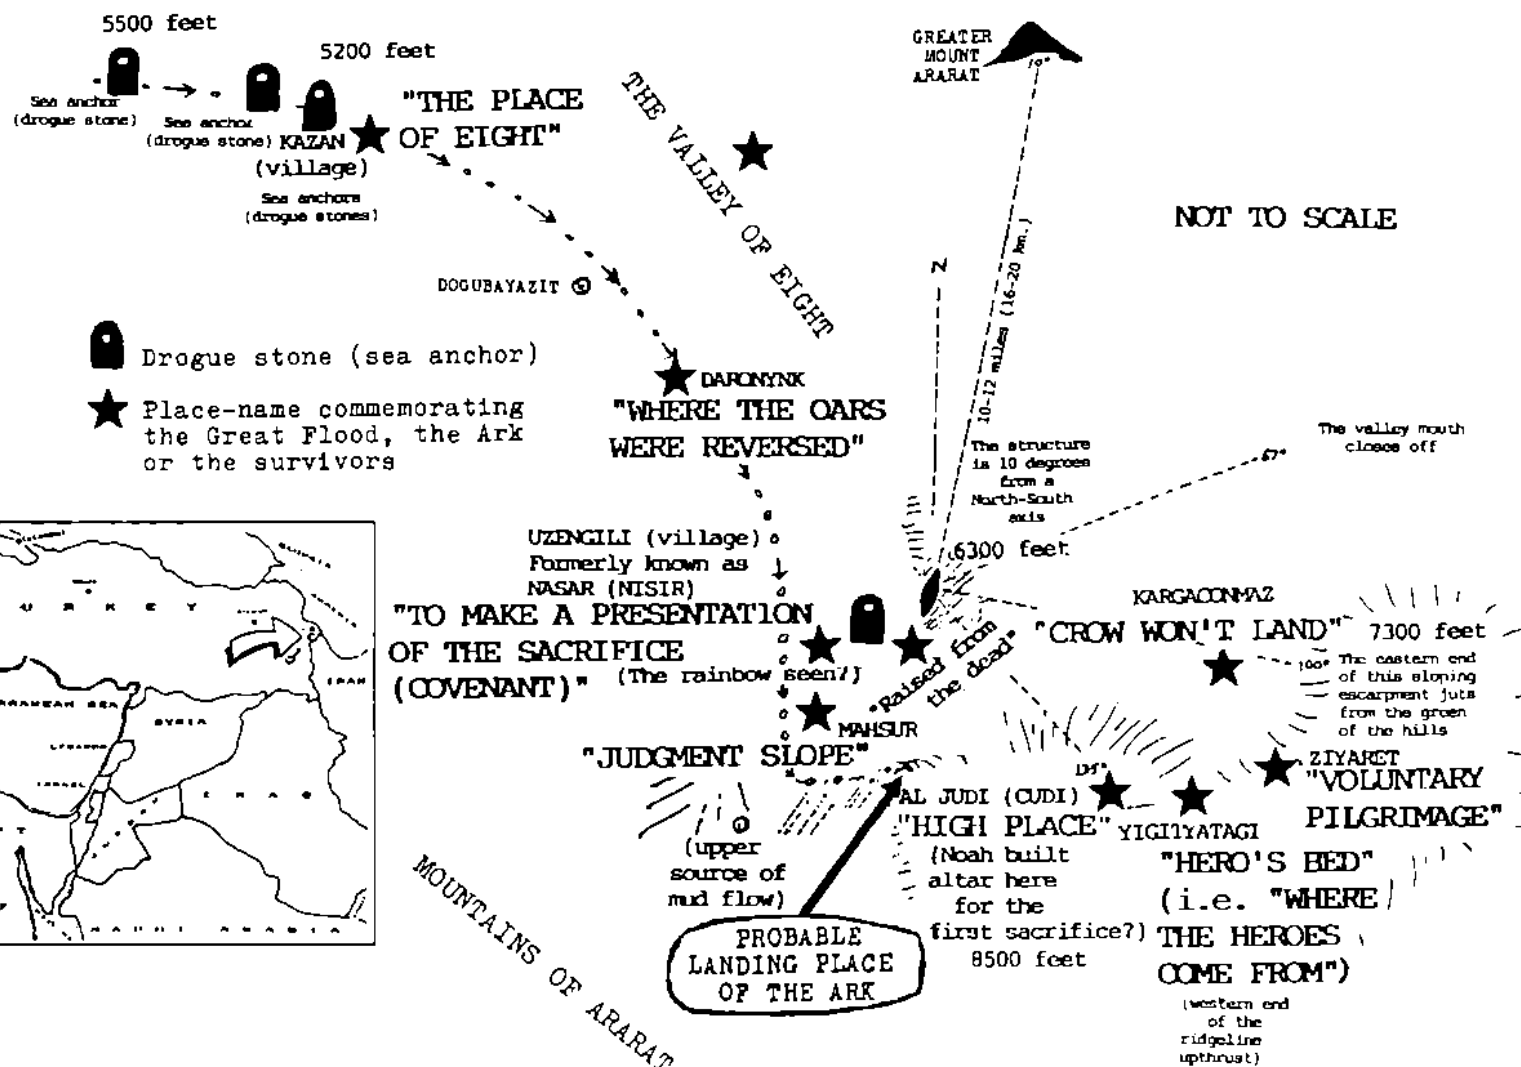 5500 feet
5200 feet
Sea anchor
(drogue stone)
Sea anchor
(drogue stone)
KAZAN
(village)
Sea anchors
(drogue stones)
"THE PLACE
OF EIGHT"
THE VALLEY OF EIGHT
GREATER
MOUNT
ARARAT
10°
NOT TO SCALE
N
10-12 miles (16-20 km.)
DOGUBAYAZIT
Drogue stone (sea anchor)
Place-name commemorating
the Great Flood, the Ark
or the survivors
DARONYNK
"WHERE THE OARS
WERE REVERSED"
The structure
is 10 degrees
from a
North-South
axis
The valley mouth
closes off
67°
6300 feet
UZENGILI (village)
Formerly known as
NASAR (NISIR)
"TO MAKE A PRESENTATION
OF THE SACRIFICE
(COVENANT)"
(The rainbow seen?)
"Raised from
the dead"
KARGACONMAZ
"CROW WON'T LAND"
7300 feet
100°
The eastern end
of this sloping
escarpment juts
from the green
of the hills
MAHSUR
"JUDGMENT SLOPE"
(upper
source of
mud flow)
AL JUDI (CUDI)
"HIGH PLACE"
(Noah built
altar here
for the
first sacrifice?)
8500 feet
ZIYARET
"VOLUNTARY
PILGRIMAGE"
YIGITYATAGI
"HERO'S BED"
(i.e. "WHERE
THE HEROES
COME FROM")
(western end
of the
ridgeline
upthrust)
PROBABLE
LANDING PLACE
OF THE ARK
MOUNTAINS OF ARARAT
URKEY
IRAN
SYRIA
IRAQ
SAUDI ARABIA